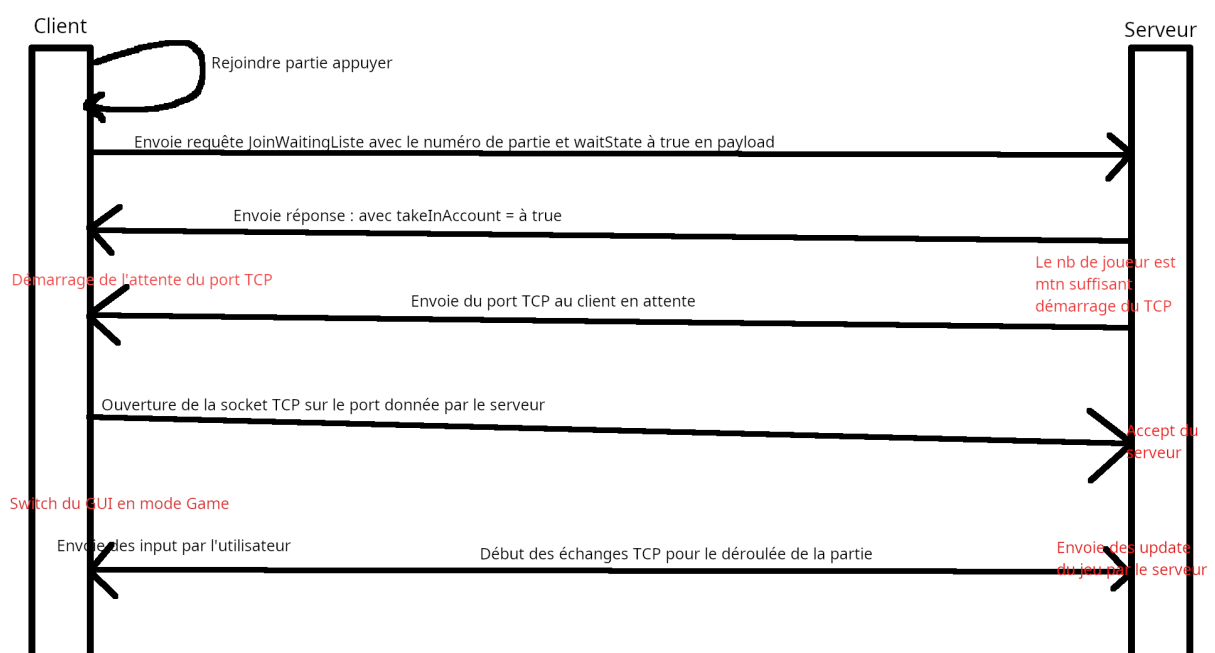 Client
Serveur
Rejoindre partie appuyer
Envoie requête JoinWaitingListe avec le numéro de partie et waitState à true en payload
Envoie réponse : avec takeInAccount = à true
Le nb de joueur est
mtn suffisant
démarrage du TCP
Démarrage de l'attente du port TCP
Envoie du port TCP au client en attente
Ouverture de la socket TCP sur le port donnée par le serveur
Accept du
serveur
Switch du GUI en mode Game
Envoie des input par l'utilisateur
Début des échanges TCP pour le déroulée de la partie
Envoie des update
du jeu par le serveur